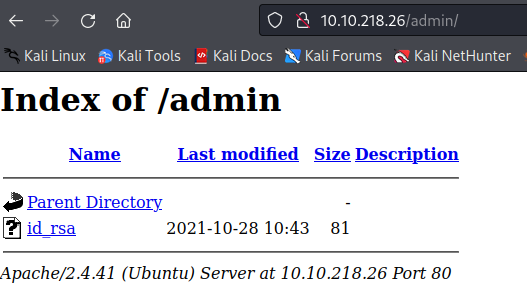 10.10.218.26/admin/
Kali Linux Kali Tools Kali Docs Kali Forums Kali NetHunter
Index of /admin
Name Last modified Size Description
Parent Directory -
id_rsa 2021-10-28 10:43 81
Apache/2.4.41 (Ubuntu) Server at 10.10.218.26 Port 80